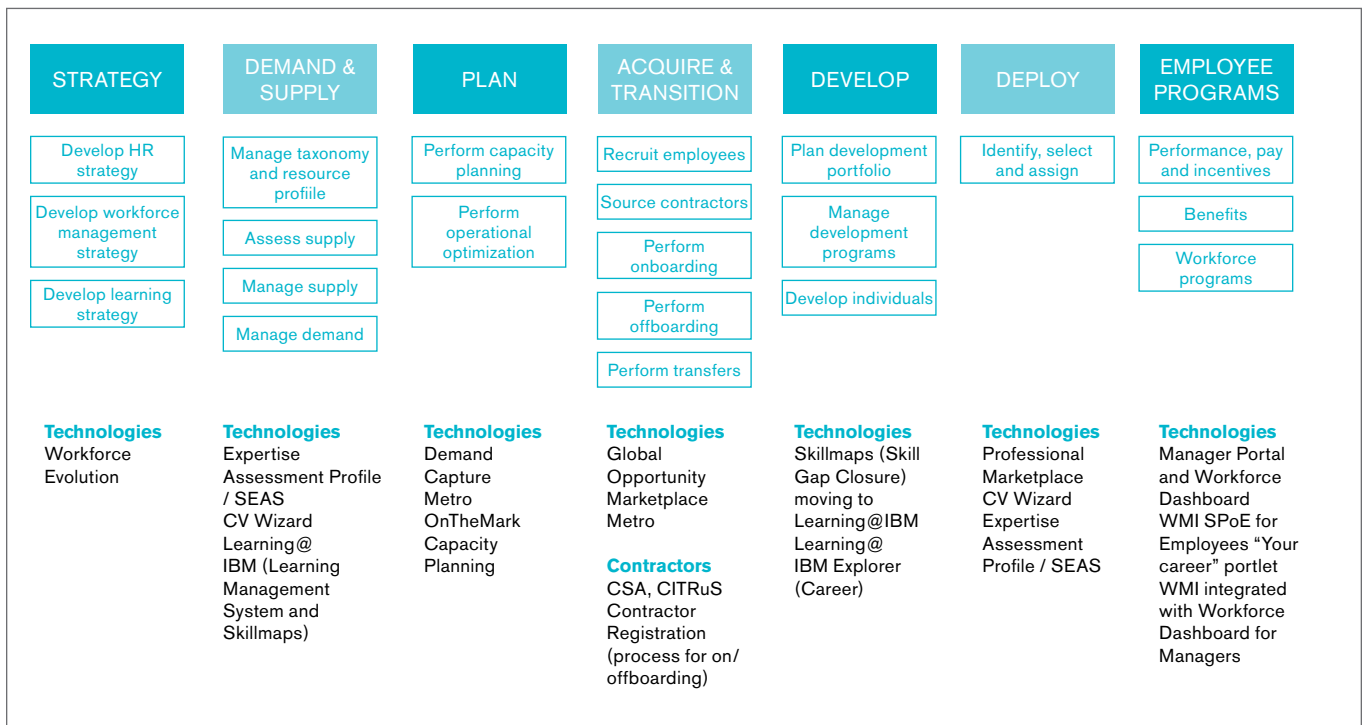 STRATEGY
Develop HR
strategy
Develop workforce
management
strategy
Develop learning
strategy
Technologies
Workforce
Evolution
DEMAND &
SUPPLY
Manage taxonomy
and resource
profiile
Assess supply
Manage supply
Manage demand
Technologies
Expertise
Assessment Profile
/ SEAS
CV Wizard
Learning@
IBM (Learning
Management
System and
Skillmaps)
PLAN
Perform capacity
planning
Perform
operational
optimization
Technologies
Demand
Capture
Metro
OnTheMark
Capacity
Planning
ACQUIRE &
TRANSITION
Recruit employees
Source contractors
Perform
onboarding
Perform
offboarding
Perform transfers
Technologies
Global
Opportunity
Marketplace
Metro
Contractors
CSA, CITRuS
Contractor
Registration
(process for on/
offboarding)
DEVELOP
Plan development
portfolio
Manage
development
programs
Develop individuals
Technologies
Skillmaps (Skill
Gap Closure)
moving to
Learning@IBM
Learning@
IBM Explorer
(Career)
DEPLOY
Identify, select
and assign
Technologies
Professional
Marketplace
CV Wizard
Expertise
Assessment
Profile / SEAS
EMPLOYEE
PROGRAMS
Performance, pay
and incentives
Benefits
Workforce
programs
Technologies
Manager Portal
and Workforce
Dashboard
WMI SPoE for
Employees “Your
career” portlet
WMI integrated
with Workforce
Dashboard for
Managers